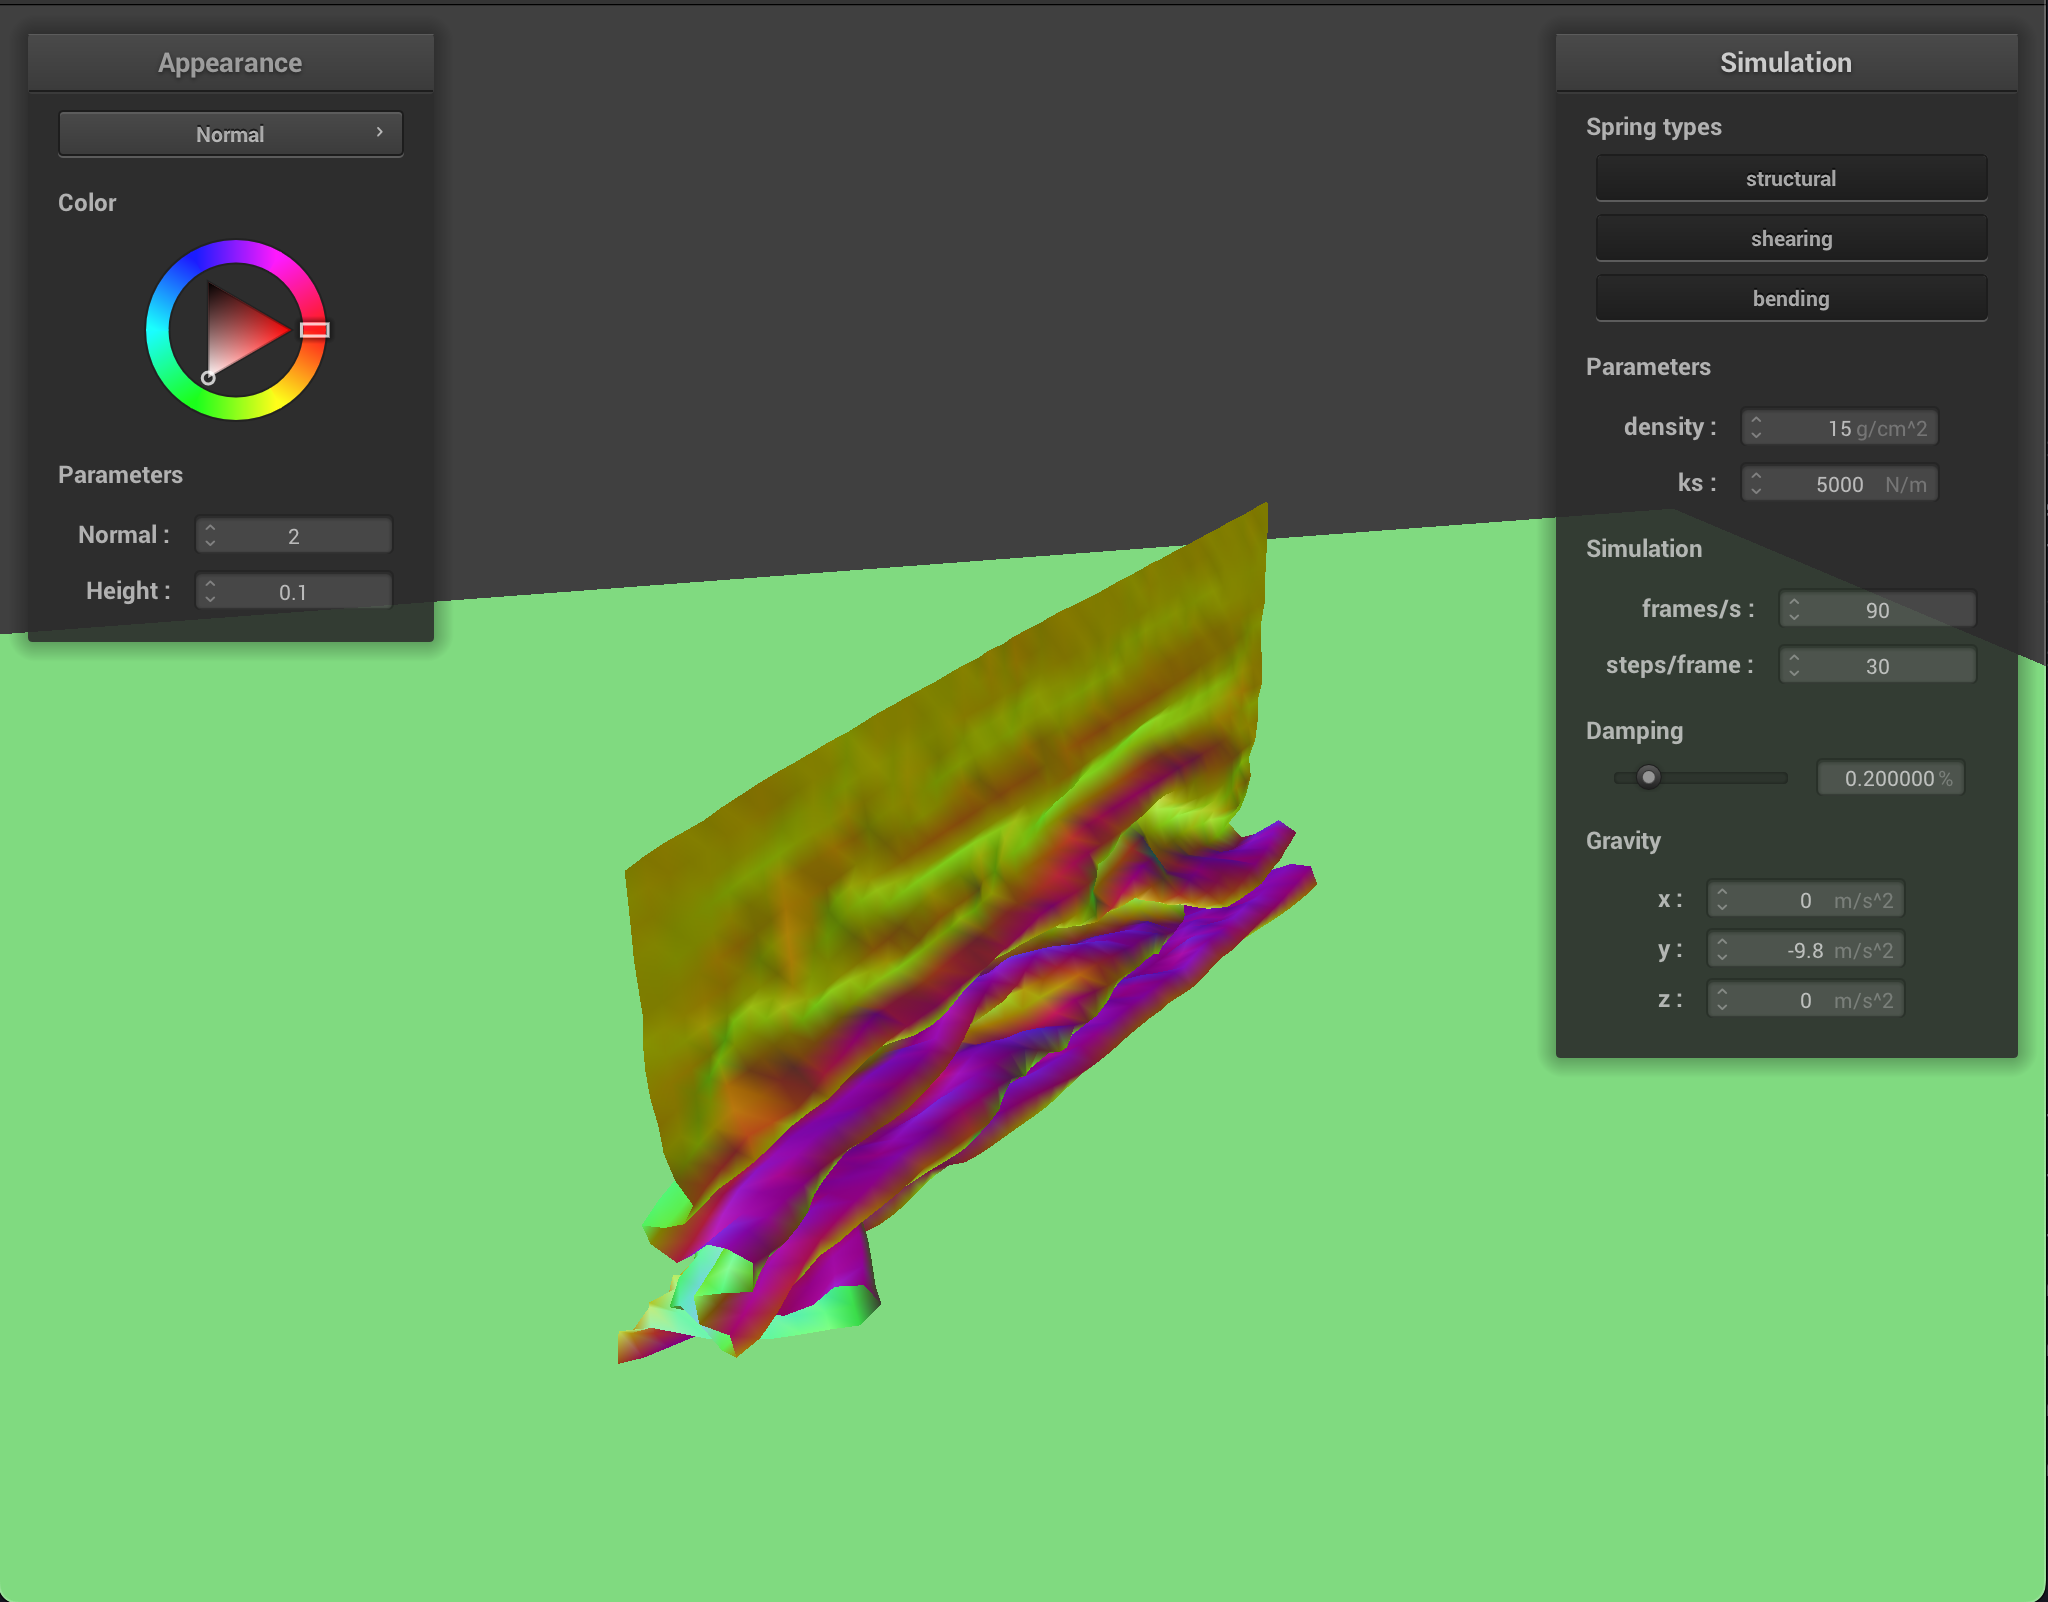 Appearance
Normal
Color
Parameters
Normal : 2
Height : 0.1
Simulation
Spring types
structural
shearing
bending
Parameters
density : 15 g/cm^2
ks : 5000 N/m
Simulation
frames/s : 90
steps/frame : 30
Damping
0.200000 %
Gravity
x : 0 m/s^2
y : -9.8 m/s^2
z : 0 m/s^2